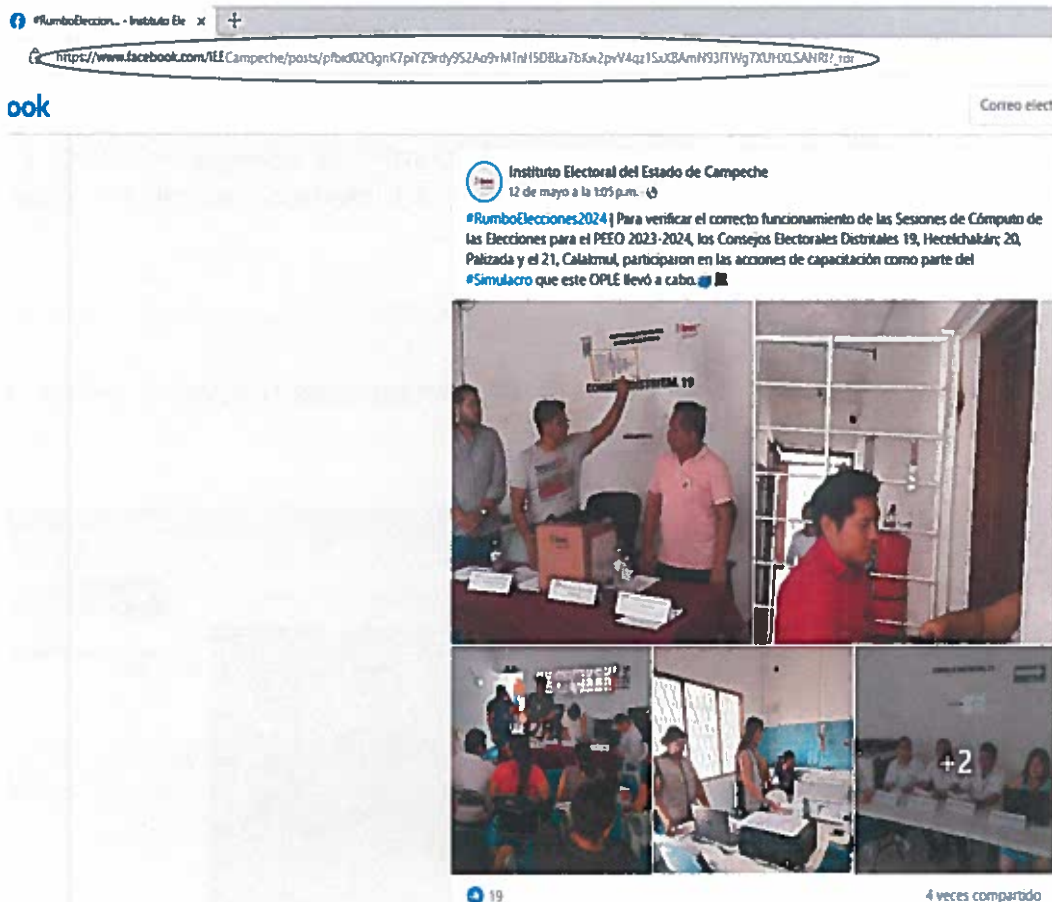 #RumboEleccion... - Instituto Ele x +
https://www.facebook.com/IEECampeche/posts/
ook
Correo elect
Instituto Electoral del Estado de Campeche
12 de mayo a la 1:05 p.m. ·
#RumboElecciones2024 | Para verificar el correcto funcionamiento de las Sesiones de Cómputo de
las Elecciones para el PEEO 2023-2024, los Consejos Electorales Distritales 19, Hecelchakán; 20,
Palizada y el 21, Calakmul, participaron en las acciones de capacitación como parte del
#Simulacro que este OPLE llevó a cabo.
DISTRITAL 19
+2
19
4 veces compartido